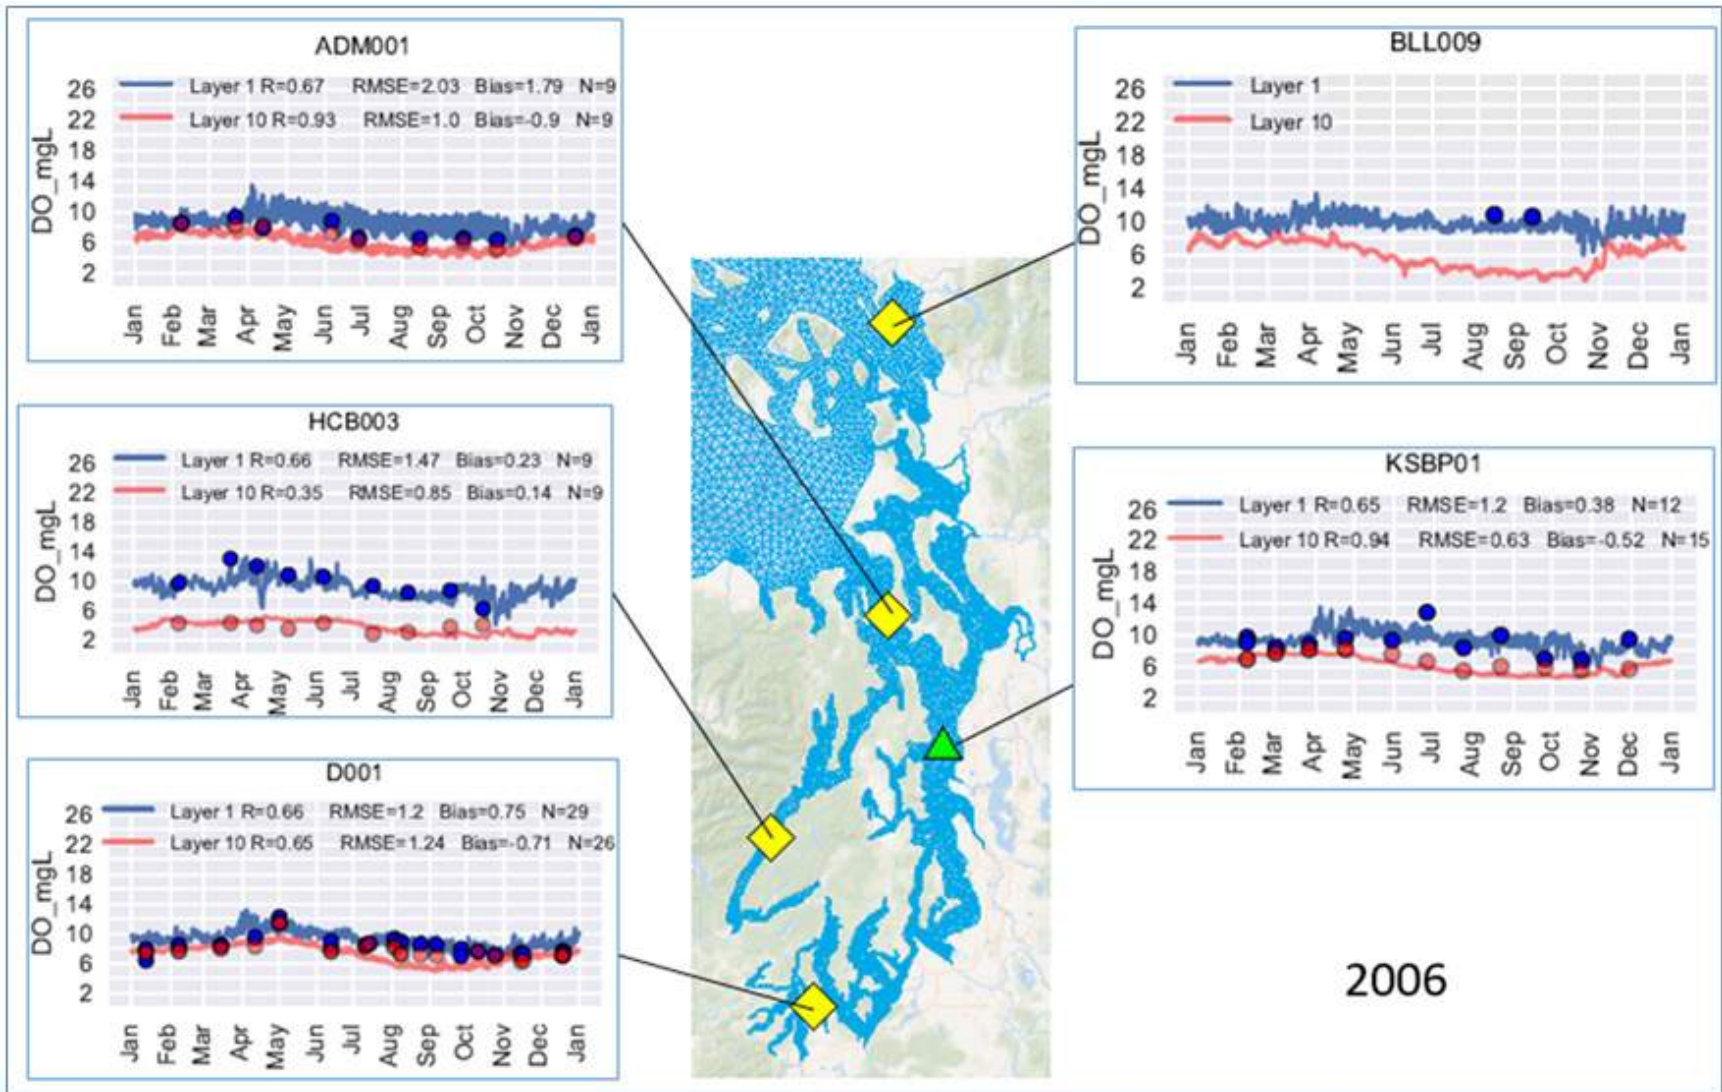 ADM001
26
Layer 1 R=0.67 RMSE=2.03 Bias=1.79 N=9
22
Layer 10 R=0.93 RMSE=1.0 Bias=-0.9 N=9
18
14
10
6
2
DO_mgL
Jan Feb Mar Apr May Jun Jul Aug Sep Oct Nov Dec Jan
BLL009
26
Layer 1
22
Layer 10
18
14
10
6
2
DO_mgL
Jan Feb Mar Apr May Jun Jul Aug Sep Oct Nov Dec Jan
HCB003
26
Layer 1 R=0.66 RMSE=1.47 Bias=0.23 N=9
22
Layer 10 R=0.35 RMSE=0.85 Bias=0.14 N=9
18
14
10
6
2
DO_mgL
Jan Feb Mar Apr May Jun Jul Aug Sep Oct Nov Dec Jan
KSBP01
26
Layer 1 R=0.65 RMSE=1.2 Bias=0.38 N=12
22
Layer 10 R=0.94 RMSE=0.63 Bias=-0.52 N=15
18
14
10
6
2
DO_mgL
Jan Feb Mar Apr May Jun Jul Aug Sep Oct Nov Dec Jan
D001
26
Layer 1 R=0.66 RMSE=1.2 Bias=0.75 N=29
22
Layer 10 R=0.65 RMSE=1.24 Bias=-0.71 N=26
18
14
10
6
2
DO_mgL
Jan Feb Mar Apr May Jun Jul Aug Sep Oct Nov Dec Jan
2006